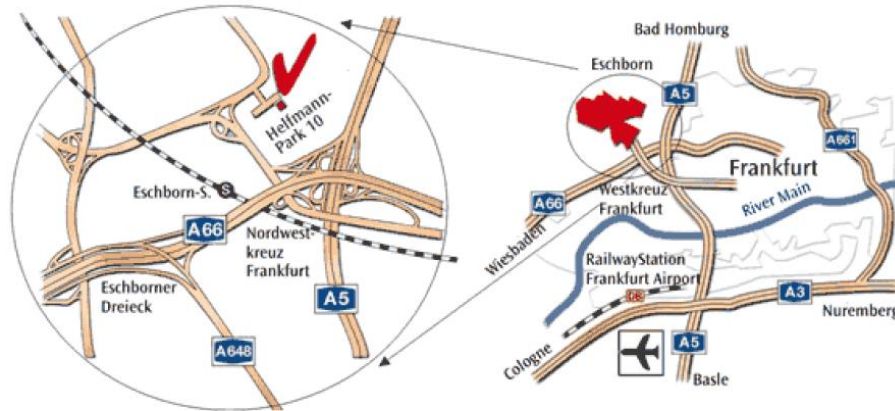 Helfmann-
Park 10
Eschborn-S.
S
A66
Nordwest-
kreuz
Frankfurt
Eschborner
Dreieck
A5
A648
Bad Homburg
Eschborn
A5
A661
Frankfurt
Westkreuz
Frankfurt
A66
River Main
Wiesbaden
RailwayStation
Frankfurt Airport
DB
A3
Nuremberg
Cologne
A5
Basle